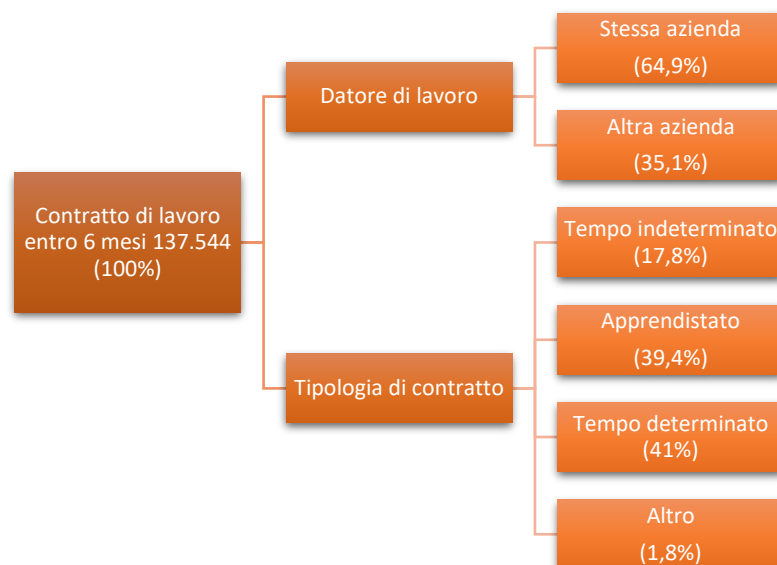 Contratto di lavoro
entro 6 mesi 137.544
(100%)
Datore di lavoro
Stessa azienda
(64,9%)
Altra azienda
(35,1%)
Tipologia di contratto
Tempo indeterminato
(17,8%)
Apprendistato
(39,4%)
Tempo determinato
(41%)
Altro
(1,8%)